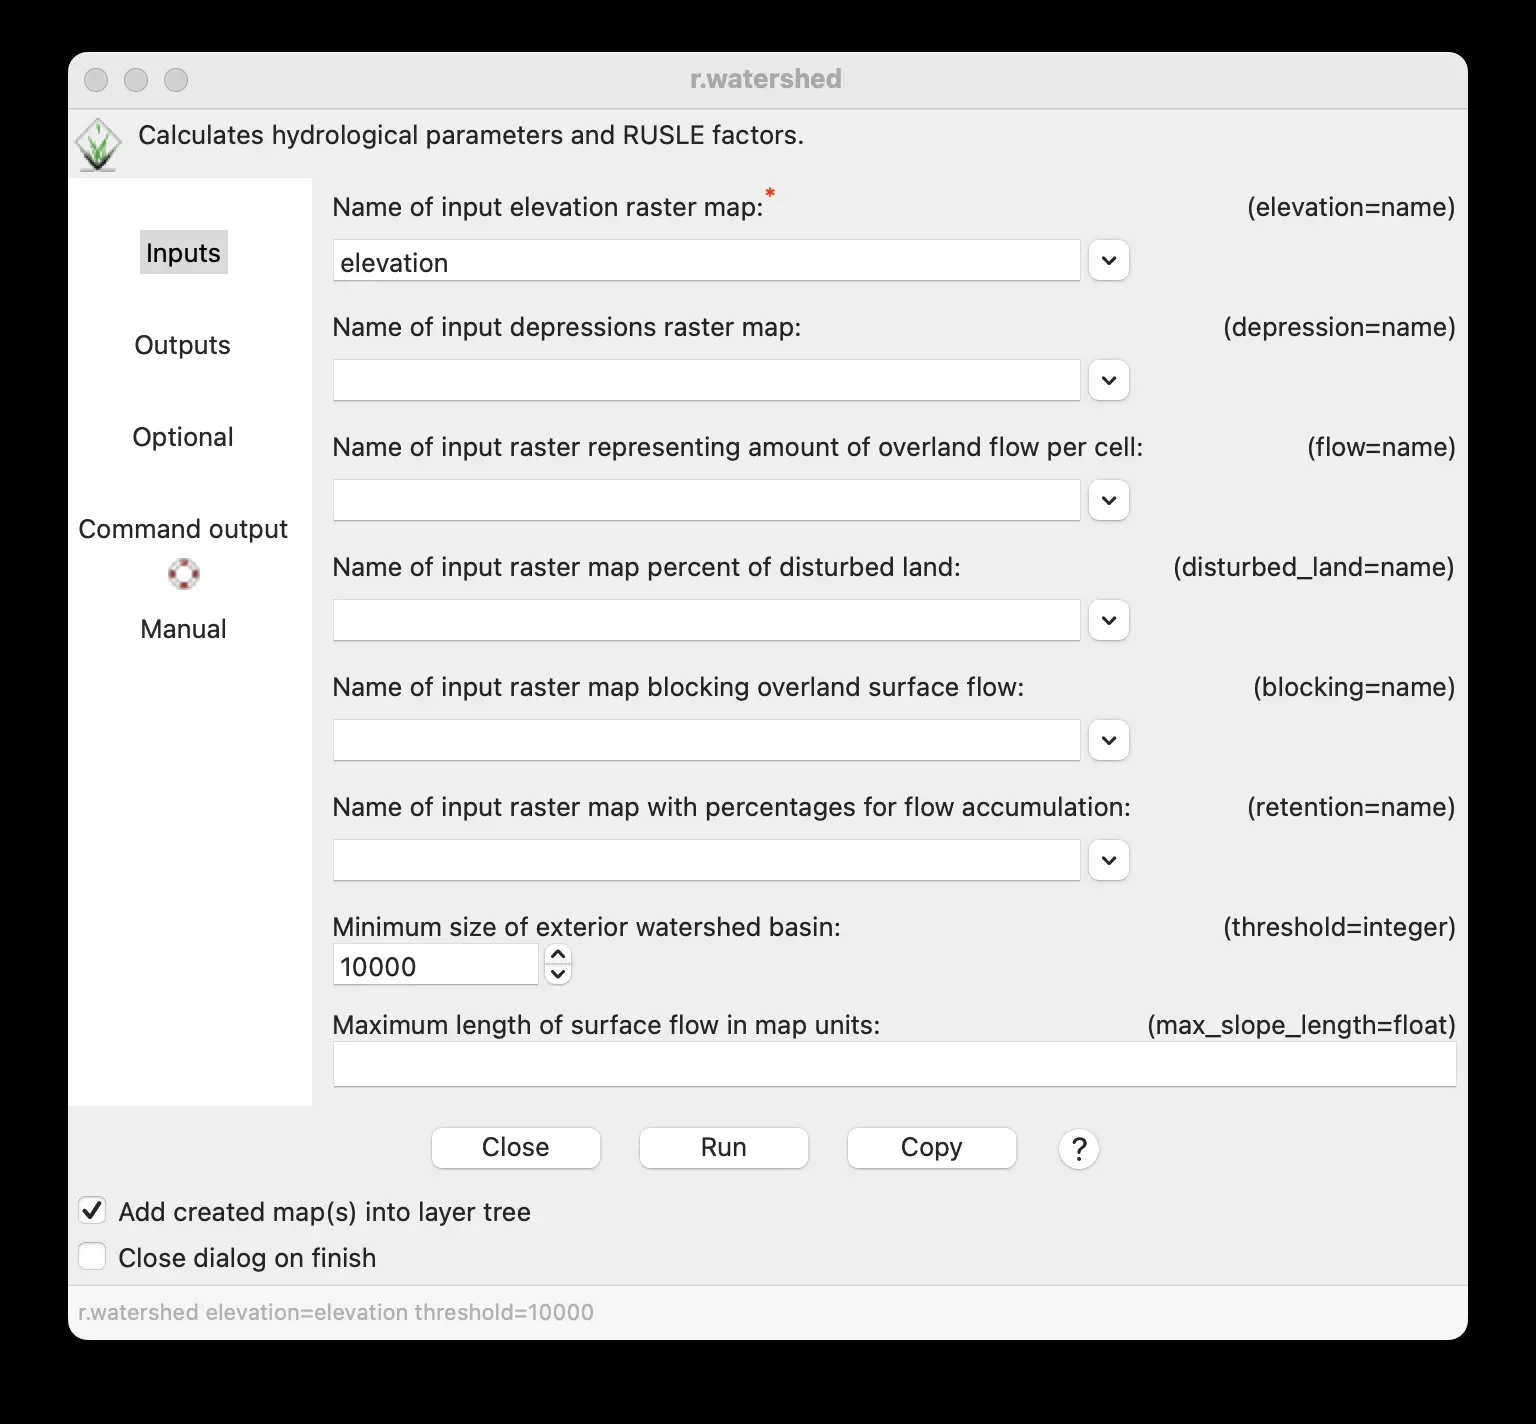 r.watershed
Calculates hydrological parameters and RUSLE factors.
Inputs
Outputs
Optional
Command output
Manual
Name of input elevation raster map:* (elevation=name)
elevation
Name of input depressions raster map: (depression=name)
Name of input raster representing amount of overland flow per cell: (flow=name)
Name of input raster map percent of disturbed land: (disturbed_land=name)
Name of input raster map blocking overland surface flow: (blocking=name)
Name of input raster map with percentages for flow accumulation: (retention=name)
Minimum size of exterior watershed basin: (threshold=integer)
10000
Maximum length of surface flow in map units: (max_slope_length=float)
Close Run Copy ?
Add created map(s) into layer tree
Close dialog on finish
r.watershed elevation=elevation threshold=10000